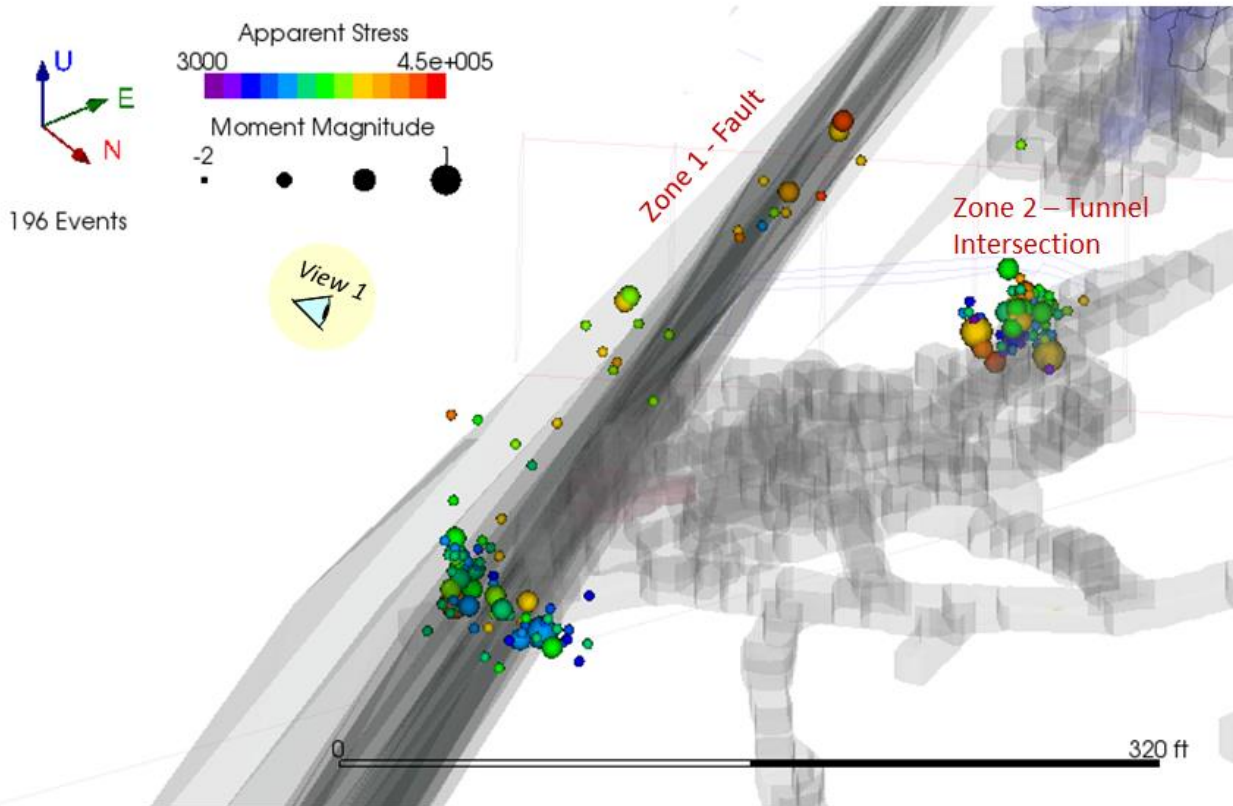 Apparent Stress
3000 4.5e+005
Moment Magnitude
-2 1
U
E
N
196 Events
View 1
Zone 1 - Fault
Zone 2 – Tunnel
Intersection
0 320 ft